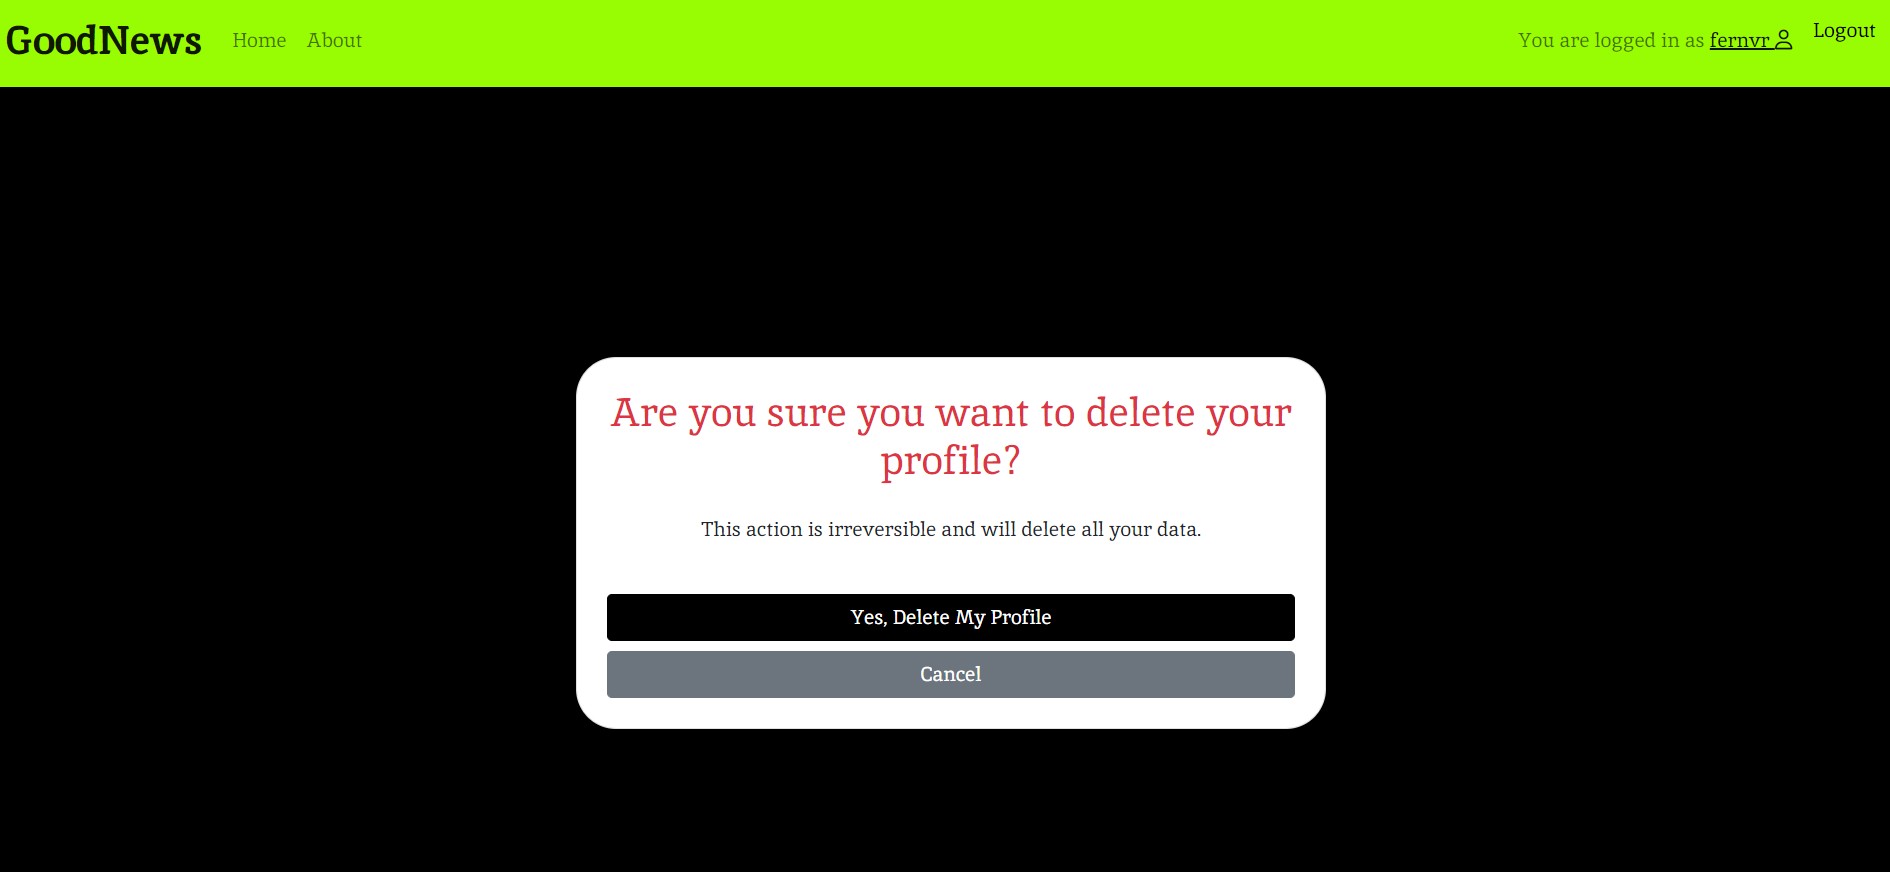 GoodNews Home About You are logged in as fernvr Logout
Are you sure you want to delete your
profile?
This action is irreversible and will delete all your data.
Yes, Delete My Profile
Cancel